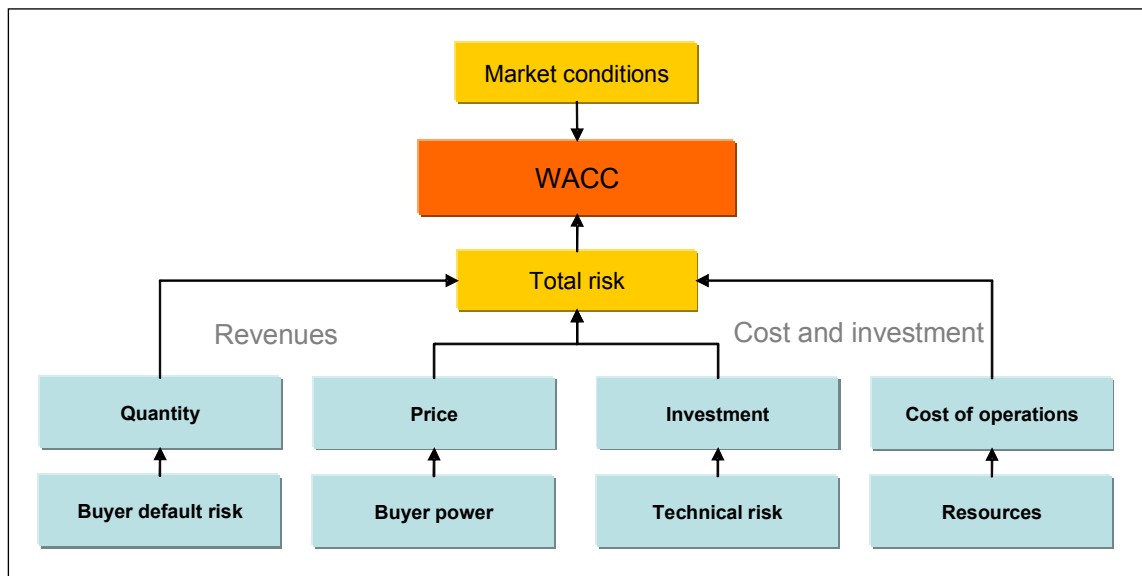 Market conditions
WACC
Total risk
Revenues
Cost and investment
Quantity
Price
Investment
Cost of operations
Buyer default risk
Buyer power
Technical risk
Resources